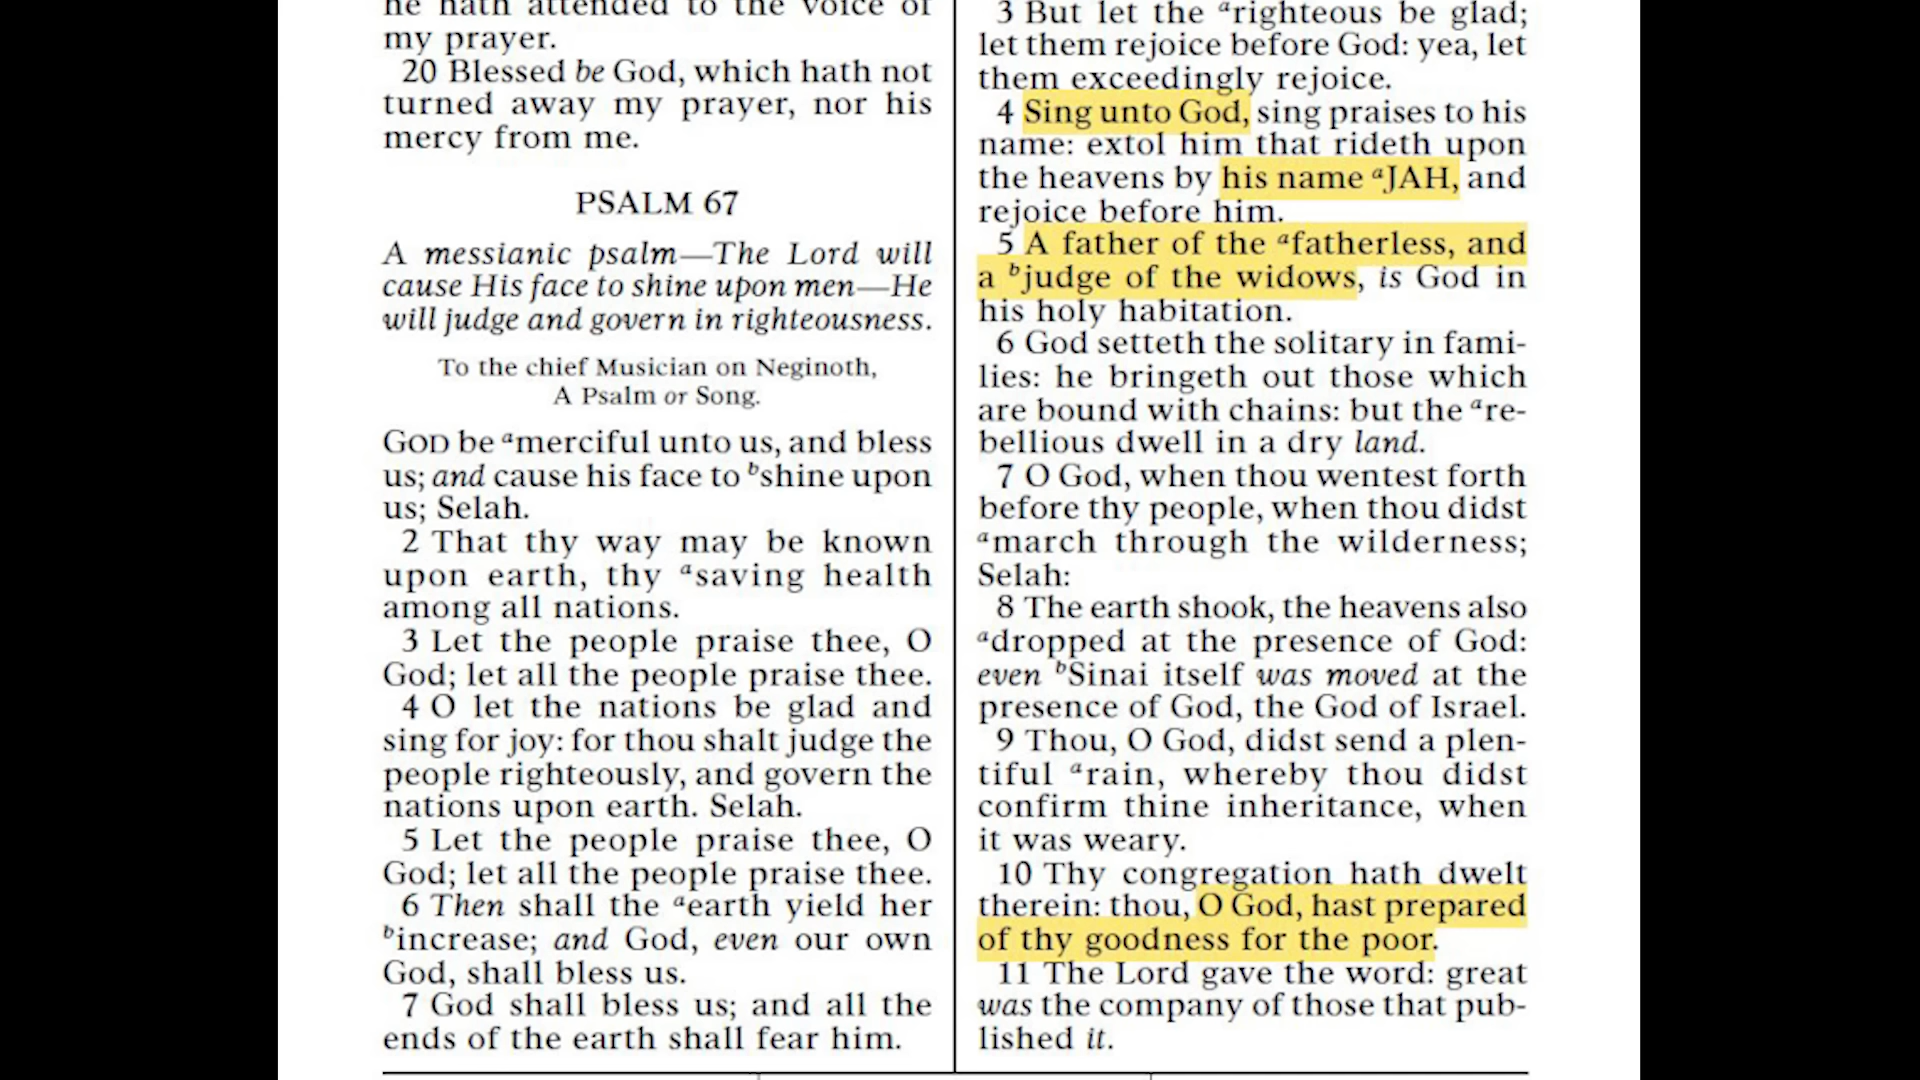 he hath attended to the voice of
my prayer.
20 Blessed be God, which hath not
turned away my prayer, nor his
mercy from me.
PSALM 67
A messianic psalm—The Lord will
cause His face to shine upon men—He
will judge and govern in righteousness.
To the chief Musician on Neginoth,
A Psalm or Song.
GOD be ᵃmerciful unto us, and bless
us; and cause his face to ᵇshine upon
us; Selah.
2 That thy way may be known
upon earth, thy ᵃsaving health
among all nations.
3 Let the people praise thee, O
God; let all the people praise thee.
4 O let the nations be glad and
sing for joy: for thou shalt judge the
people righteously, and govern the
nations upon earth. Selah.
5 Let the people praise thee, O
God; let all the people praise thee.
6 Then shall the ᵃearth yield her
ᵇincrease; and God, even our own
God, shall bless us.
7 God shall bless us; and all the
ends of the earth shall fear him.
3 But let the ᵃrighteous be glad;
let them rejoice before God: yea, let
them exceedingly rejoice.
4 Sing unto God, sing praises to his
name: extol him that rideth upon
the heavens by his name ᵃJAH, and
rejoice before him.
5 A father of the ᵃfatherless, and
a ᵇjudge of the widows, is God in
his holy habitation.
6 God setteth the solitary in fami-
lies: he bringeth out those which
are bound with chains: but the ᵃre-
bellious dwell in a dry land.
7 O God, when thou wentest forth
before thy people, when thou didst
ᵃmarch through the wilderness;
Selah:
8 The earth shook, the heavens also
ᵃdropped at the presence of God:
even ᵇSinai itself was moved at the
presence of God, the God of Israel.
9 Thou, O God, didst send a plen-
tiful ᵃrain, whereby thou didst
confirm thine inheritance, when
it was weary.
10 Thy congregation hath dwelt
therein: thou, O God, hast prepared
of thy goodness for the poor.
11 The Lord gave the word: great
was the company of those that pub-
lished it.